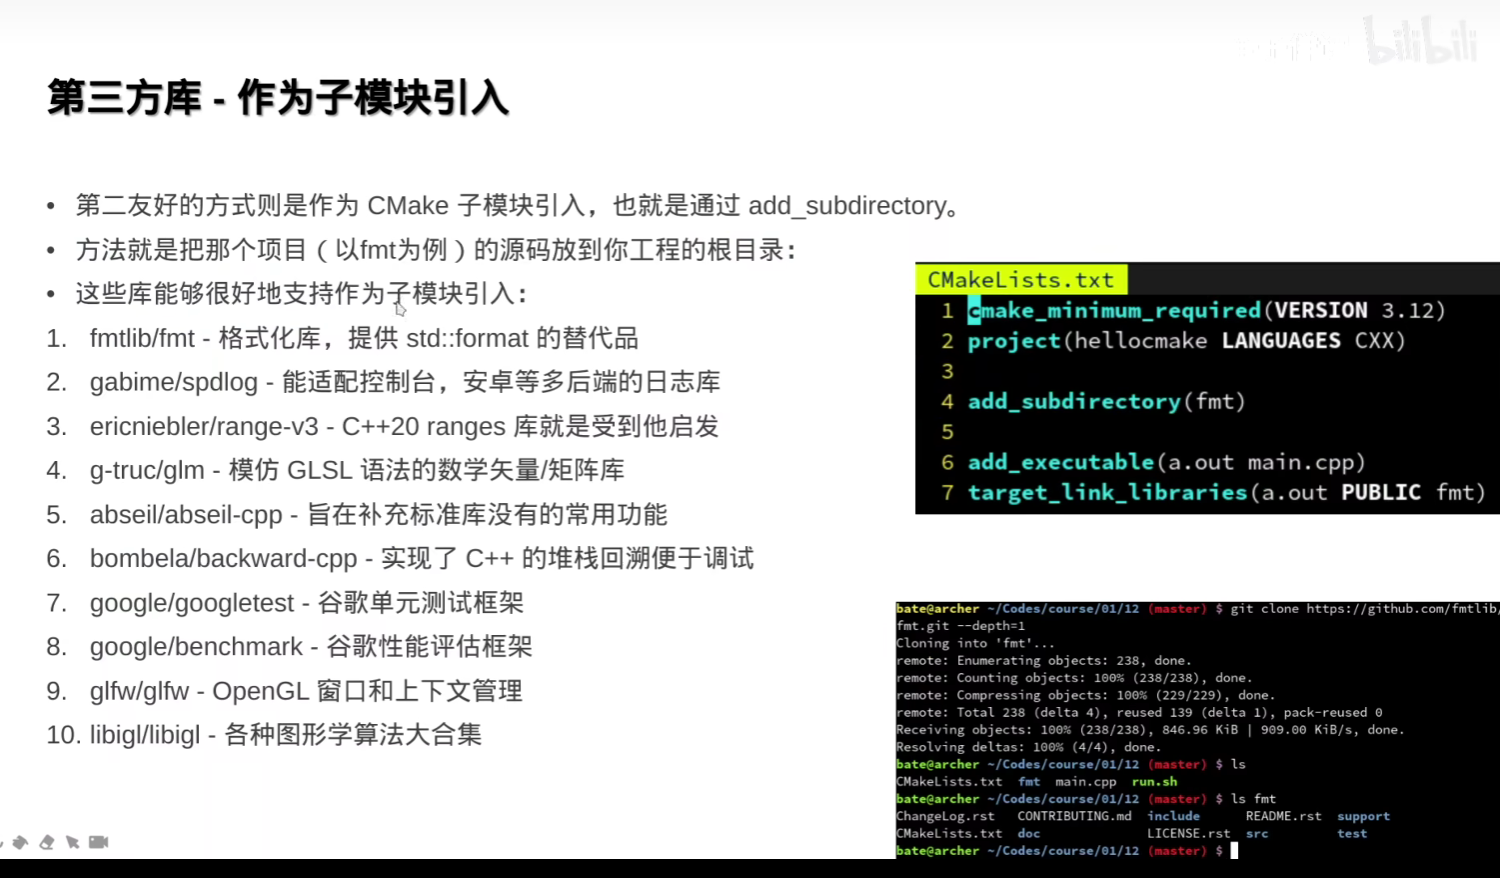 bilibili
第三方库 - 作为子模块引入
• 第二友好的方式则是作为 CMake 子模块引入，也就是通过 add_subdirectory。
• 方法就是把那个项目（以fmt为例）的源码放到你工程的根目录：
• 这些库能够很好地支持作为子模块引入：
1. fmtlib/fmt - 格式化库，提供 std::format 的替代品
2. gabime/spdlog - 能适配控制台，安卓等多后端的日志库
3. ericniebler/range-v3 - C++20 ranges 库就是受到他启发
4. g-truc/glm - 模仿 GLSL 语法的数学矢量/矩阵库
5. abseil/abseil-cpp - 旨在补充标准库没有的常用功能
6. bombela/backward-cpp - 实现了 C++ 的堆栈回溯便于调试
7. google/googletest - 谷歌单元测试框架
8. google/benchmark - 谷歌性能评估框架
9. glfw/glfw - OpenGL 窗口和上下文管理
10. libigl/libigl - 各种图形学算法大合集
CMakeLists.txt
1 cmake_minimum_required(VERSION 3.12)
2 project(hellocmake LANGUAGES CXX)
3
4 add_subdirectory(fmt)
5
6 add_executable(a.out main.cpp)
7 target_link_libraries(a.out PUBLIC fmt)
bate@archer ~/Codes/course/01/12 (master) $ git clone https://github.com/fmtlib/
fmt.git --depth=1
Cloning into 'fmt'...
remote: Enumerating objects: 238, done.
remote: Counting objects: 100% (238/238), done.
remote: Compressing objects: 100% (229/229), done.
remote: Total 238 (delta 4), reused 139 (delta 1), pack-reused 0
Receiving objects: 100% (238/238), 846.96 KiB | 909.00 KiB/s, done.
Resolving deltas: 100% (4/4), done.
bate@archer ~/Codes/course/01/12 (master) $ ls
CMakeLists.txt fmt main.cpp run.sh
bate@archer ~/Codes/course/01/12 (master) $ ls fmt
ChangeLog.rst CONTRIBUTING.md include README.rst support
CMakeLists.txt doc LICENSE.rst src test
bate@archer ~/Codes/course/01/12 (master) $